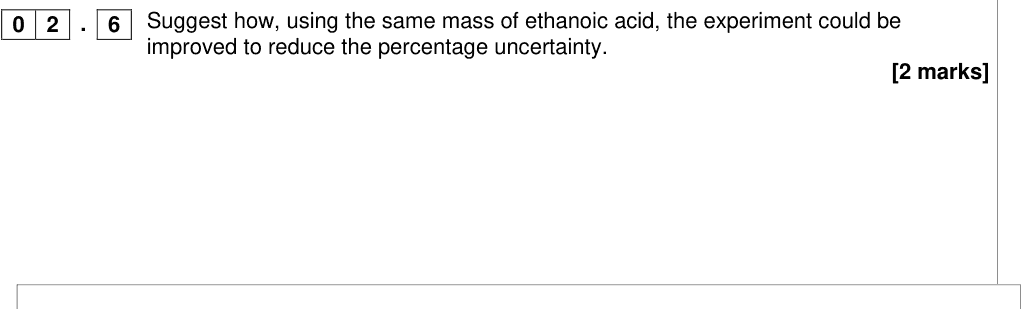 0 2 . 6 Suggest how, using the same mass of ethanoic acid, the experiment could be
improved to reduce the percentage uncertainty.
[2 marks]